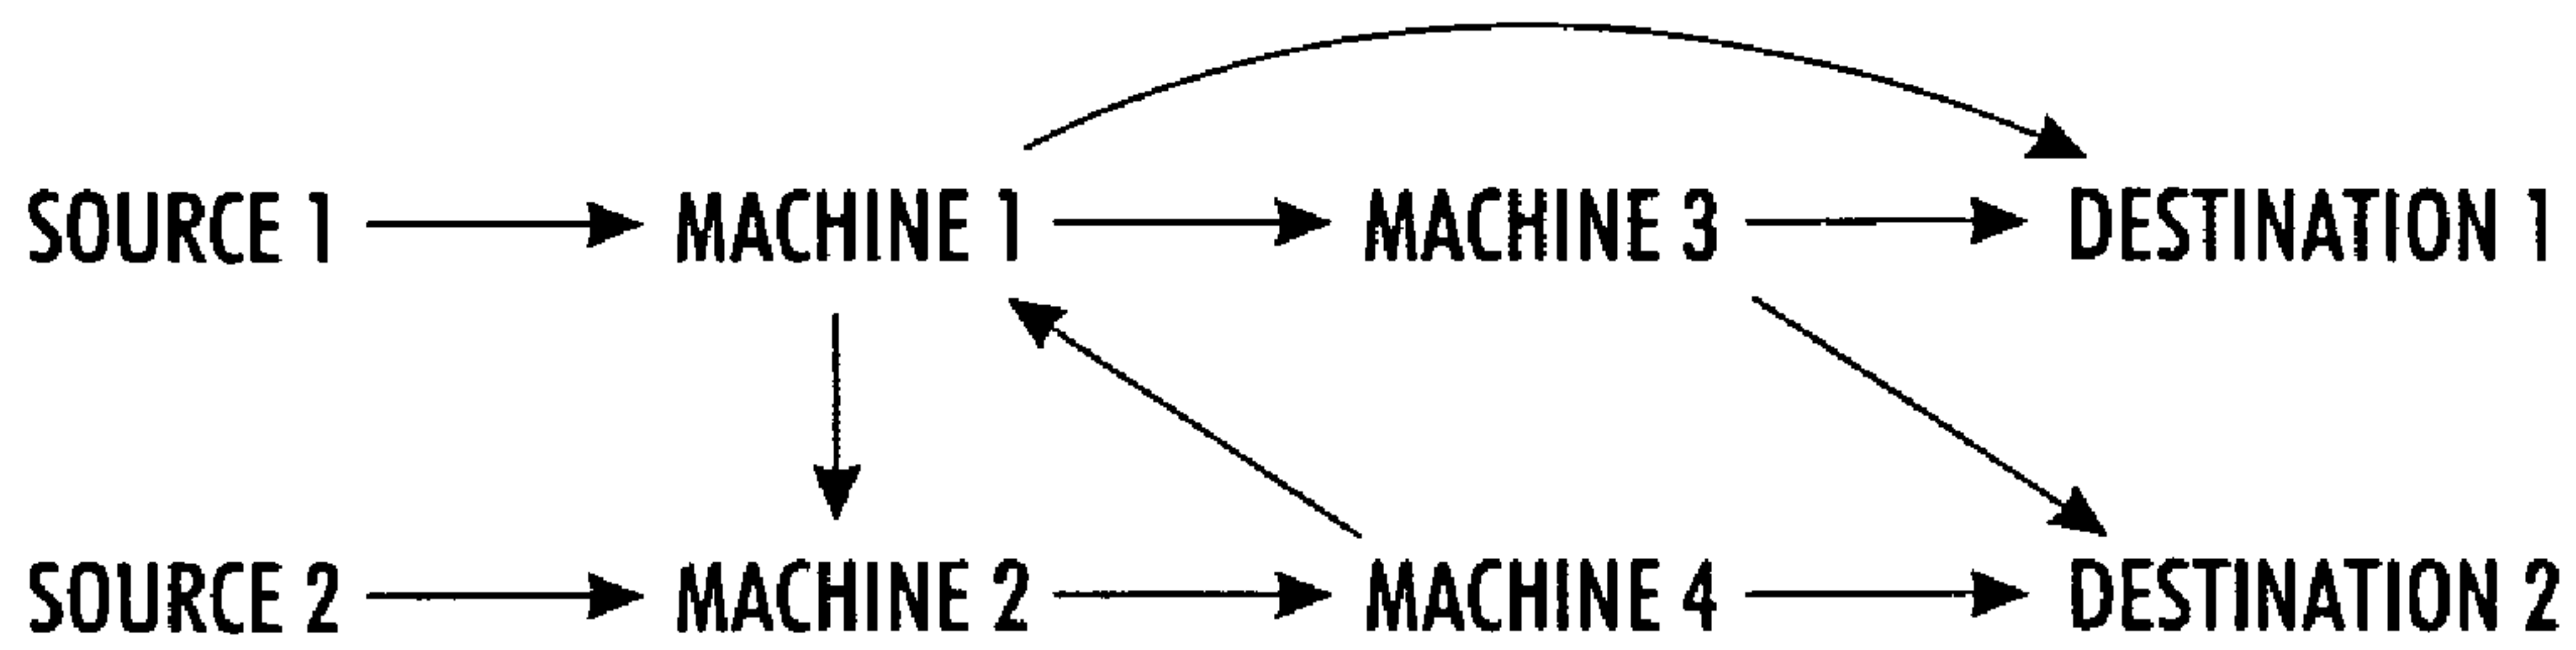 SOURCE 1 MACHINE 1 MACHINE 3 DESTINATION 1
SOURCE 2 MACHINE 2 MACHINE 4 DESTINATION 2